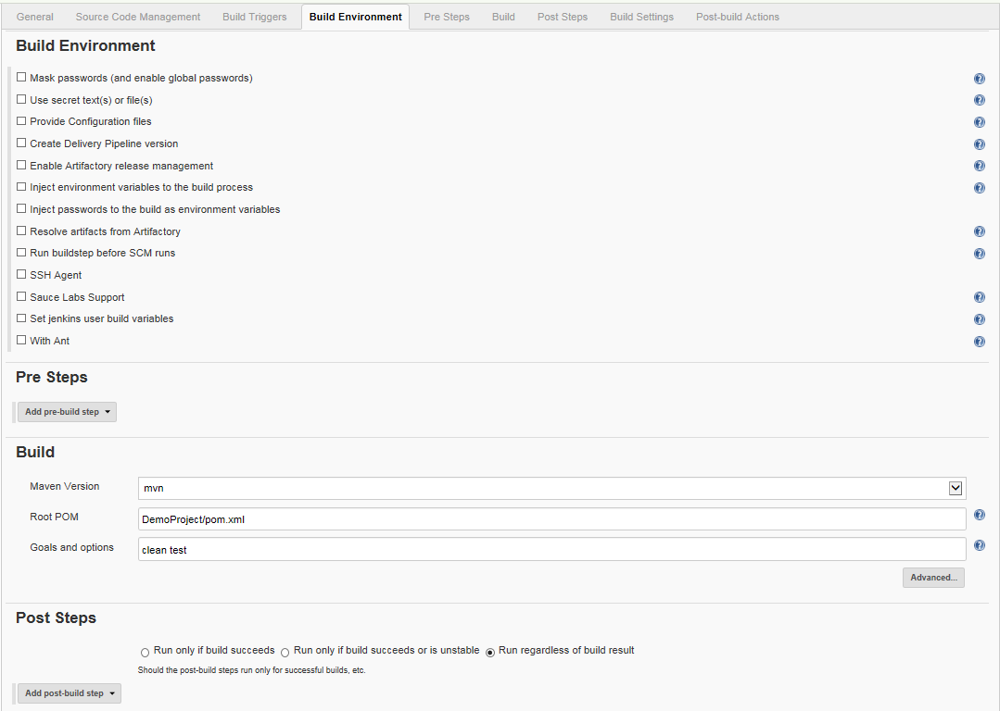 General Source Code Management Build Triggers Build Environment Pre Steps Build Post Steps Build Settings Post-build Actions
Build Environment
Mask passwords (and enable global passwords)
Use secret text(s) or file(s)
Provide Configuration files
Create Delivery Pipeline version
Enable Artifactory release management
Inject environment variables to the build process
Inject passwords to the build as environment variables
Resolve artifacts from Artifactory
Run buildstep before SCM runs
SSH Agent
Sauce Labs Support
Set jenkins user build variables
With Ant
Pre Steps
Add pre-build step
Build
Maven Version mvn
Root POM DemoProject/pom.xml
Goals and options clean test
Advanced...
Post Steps
Run only if build succeeds Run only if build succeeds or is unstable Run regardless of build result
Should the post-build steps run only for successful builds, etc.
Add post-build step